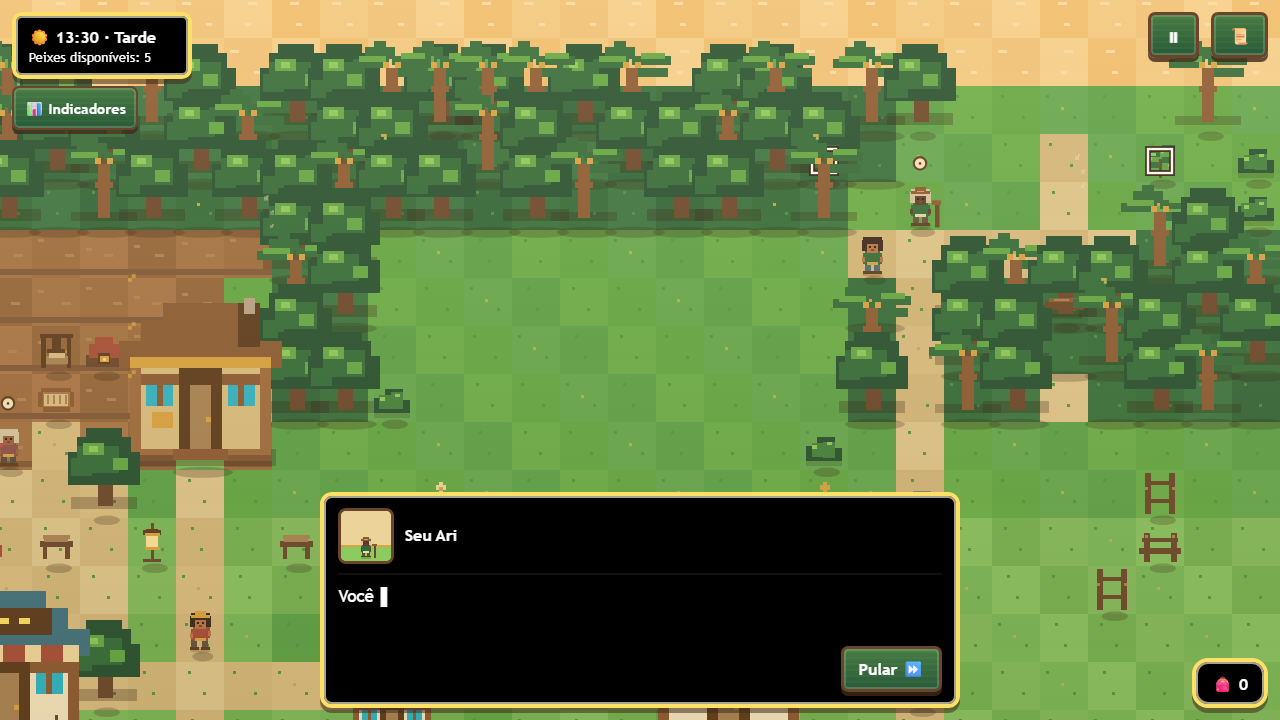 13:30 · Tarde
Peixes disponíveis: 5
Indicadores
Seu Ari
Você
Pular
0